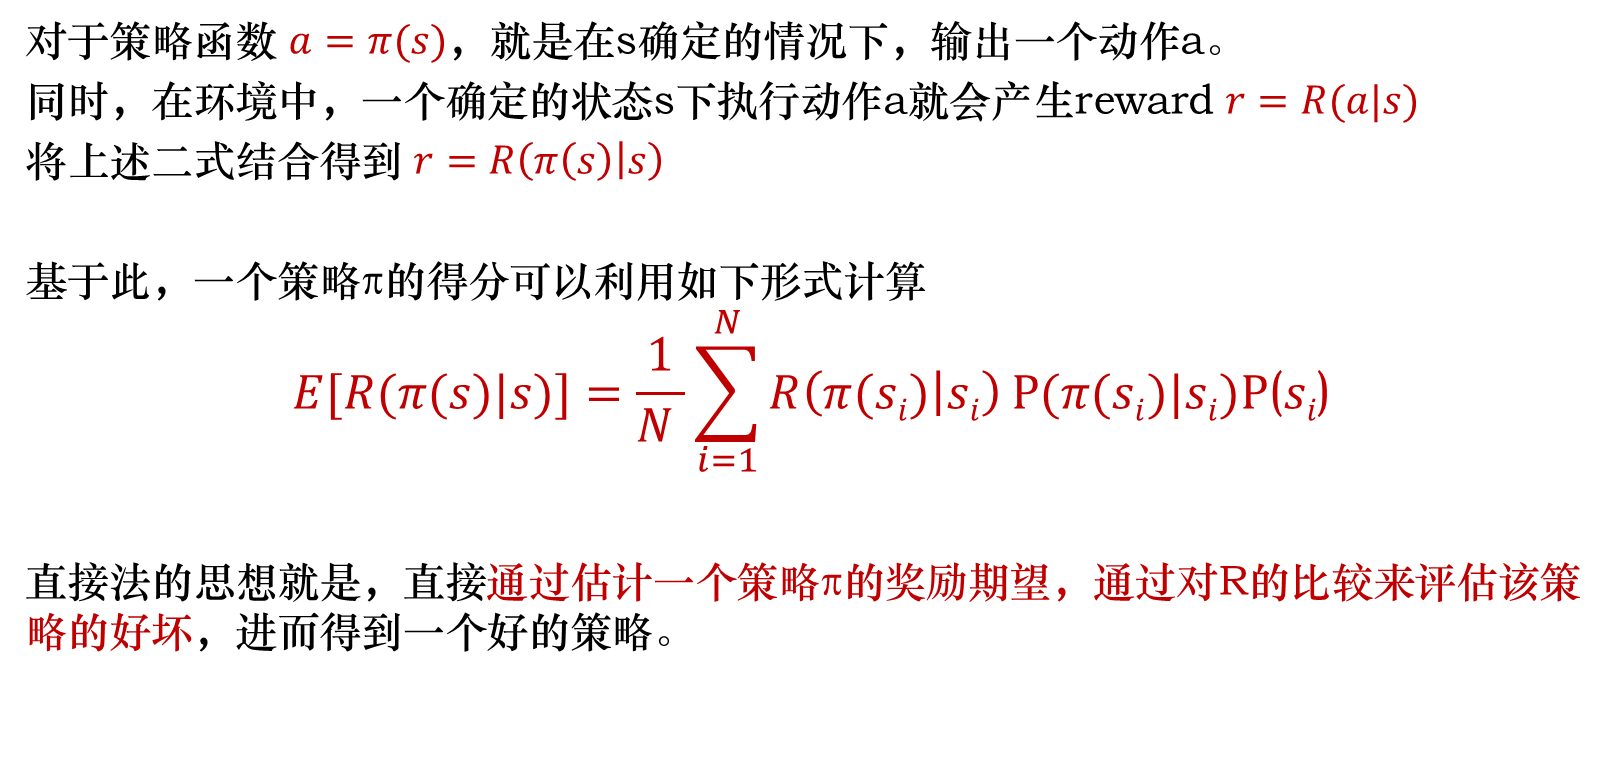 对于策略函数 a = π(s)，就是在s确定的情况下，输出一个动作a。
同时，在环境中，一个确定的状态s下执行动作a就会产生reward r = R(a|s)
将上述二式结合得到 r = R(π(s)|s)
基于此，一个策略π的得分可以利用如下形式计算
E[R(π(s)|s)] = \frac{1}{N} \sum_{i=1}^{N} R(π(s_i)|s_i) P(π(s_i)|s_i)P(s_i)
直接法的思想就是，直接通过估计一个策略π的奖励期望，通过对R的比较来评估该策
略的好坏，进而得到一个好的策略。